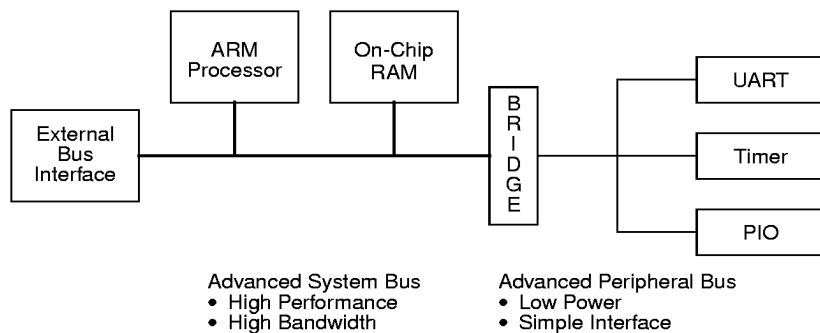 ARM
Processor
On-Chip
RAM
External
Bus
Interface
BRIDGE
UART
Timer
PIO
Advanced System Bus
• High Performance
• High Bandwidth
Advanced Peripheral Bus
• Low Power
• Simple Interface